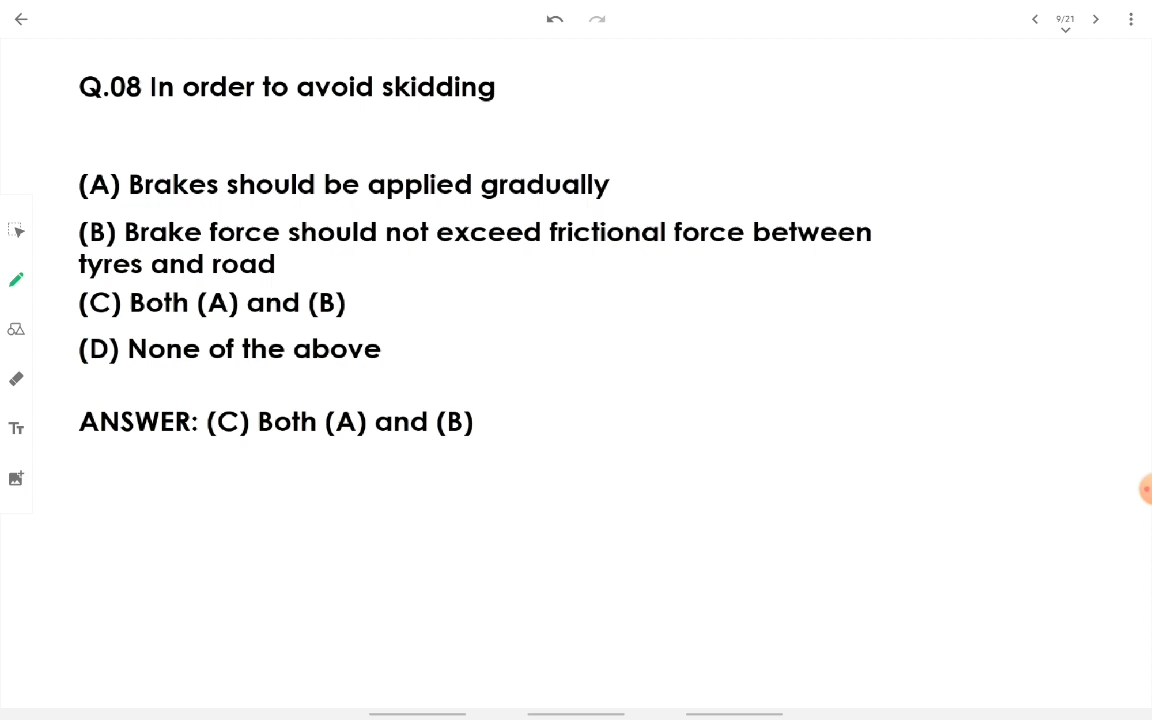 9/21
Q.08 In order to avoid skidding
(A) Brakes should be applied gradually
(B) Brake force should not exceed frictional force between
tyres and road
(C) Both (A) and (B)
(D) None of the above
ANSWER: (C) Both (A) and (B)
Tт